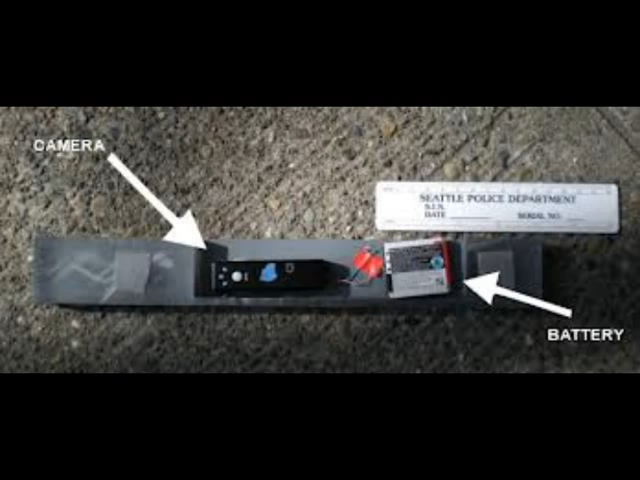 CAMERA
SEATTLE POLICE DEPARTMENT
S.I.N.
DATE SERIAL NO.
BATTERY